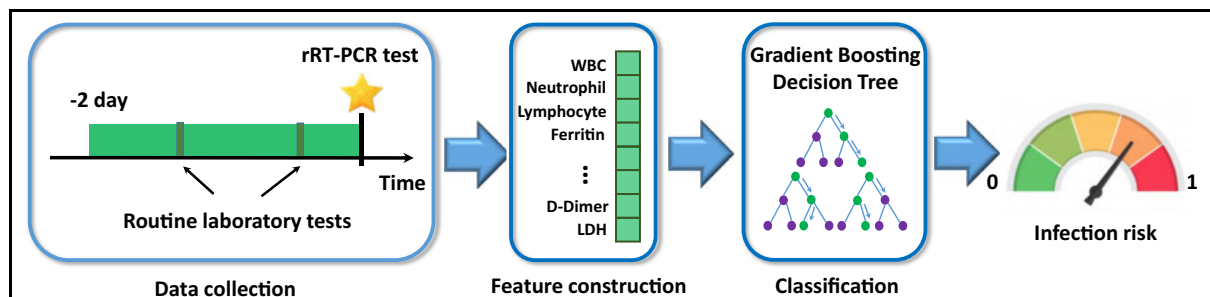 rRT-PCR test
-2 day
Time
Routine laboratory tests
Data collection
WBC
Neutrophil
Lymphocyte
Ferritin
...
D-Dimer
LDH
Feature construction
Gradient Boosting
Decision Tree
Classification
0
1
Infection risk